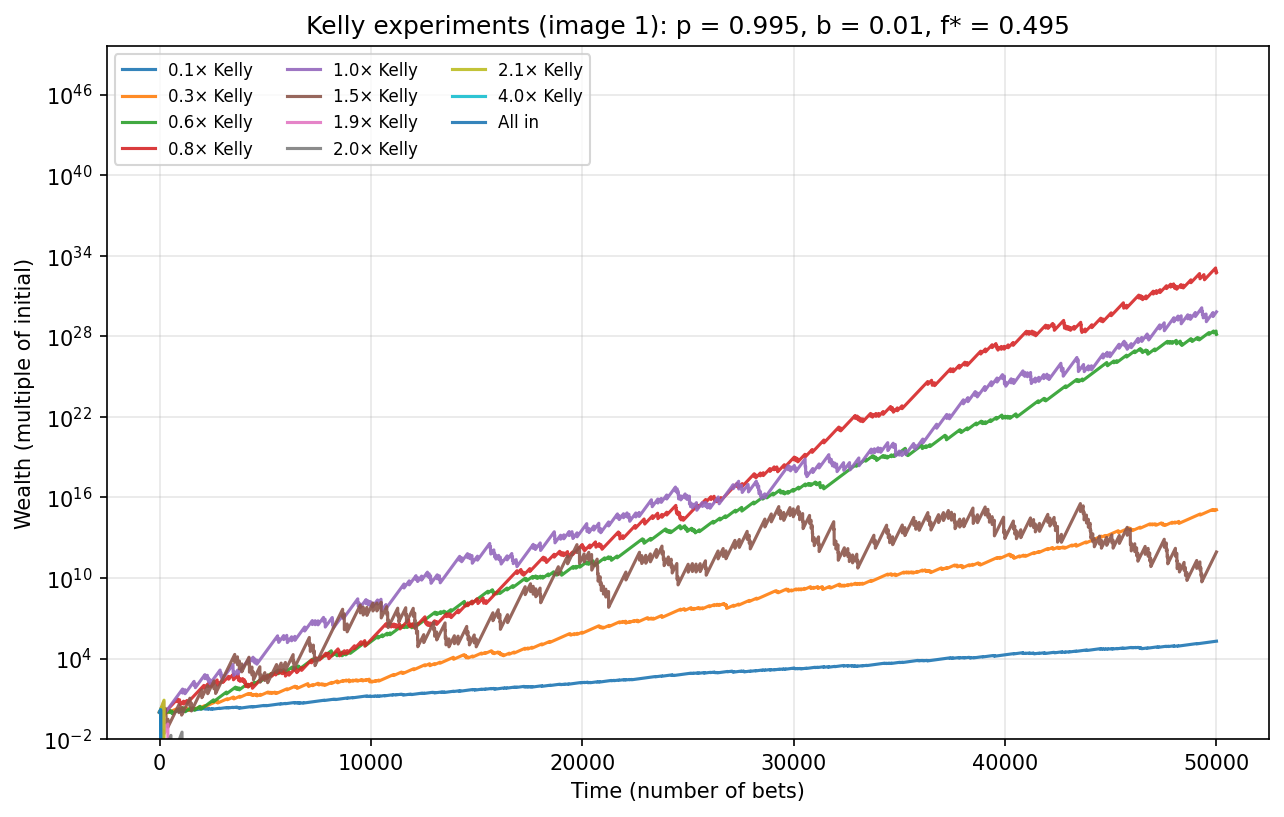 Kelly experiments (image 1): p = 0.995, b = 0.01, f* = 0.495
0.1× Kelly
0.3× Kelly
0.6× Kelly
0.8× Kelly
1.0× Kelly
1.5× Kelly
1.9× Kelly
2.0× Kelly
2.1× Kelly
4.0× Kelly
All in
Wealth (multiple of initial)
10^46
10^40
10^34
10^28
10^22
10^16
10^10
10^4
10^−2
0 10000 20000 30000 40000 50000
Time (number of bets)